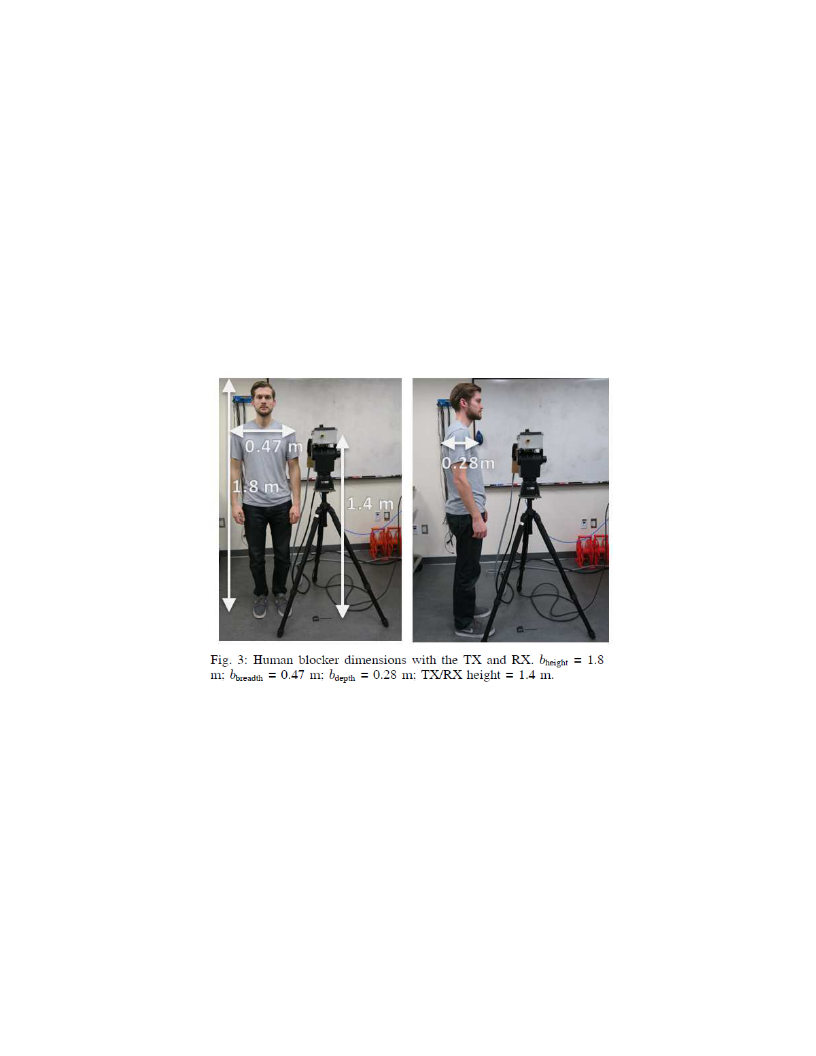 0.47 m
1.8 m
1.4 m
0.28m
Fig. 3: Human blocker dimensions with the TX and RX. bheight = 1.8
m; bbreadth = 0.47 m; bdepth = 0.28 m; TX/RX height = 1.4 m.